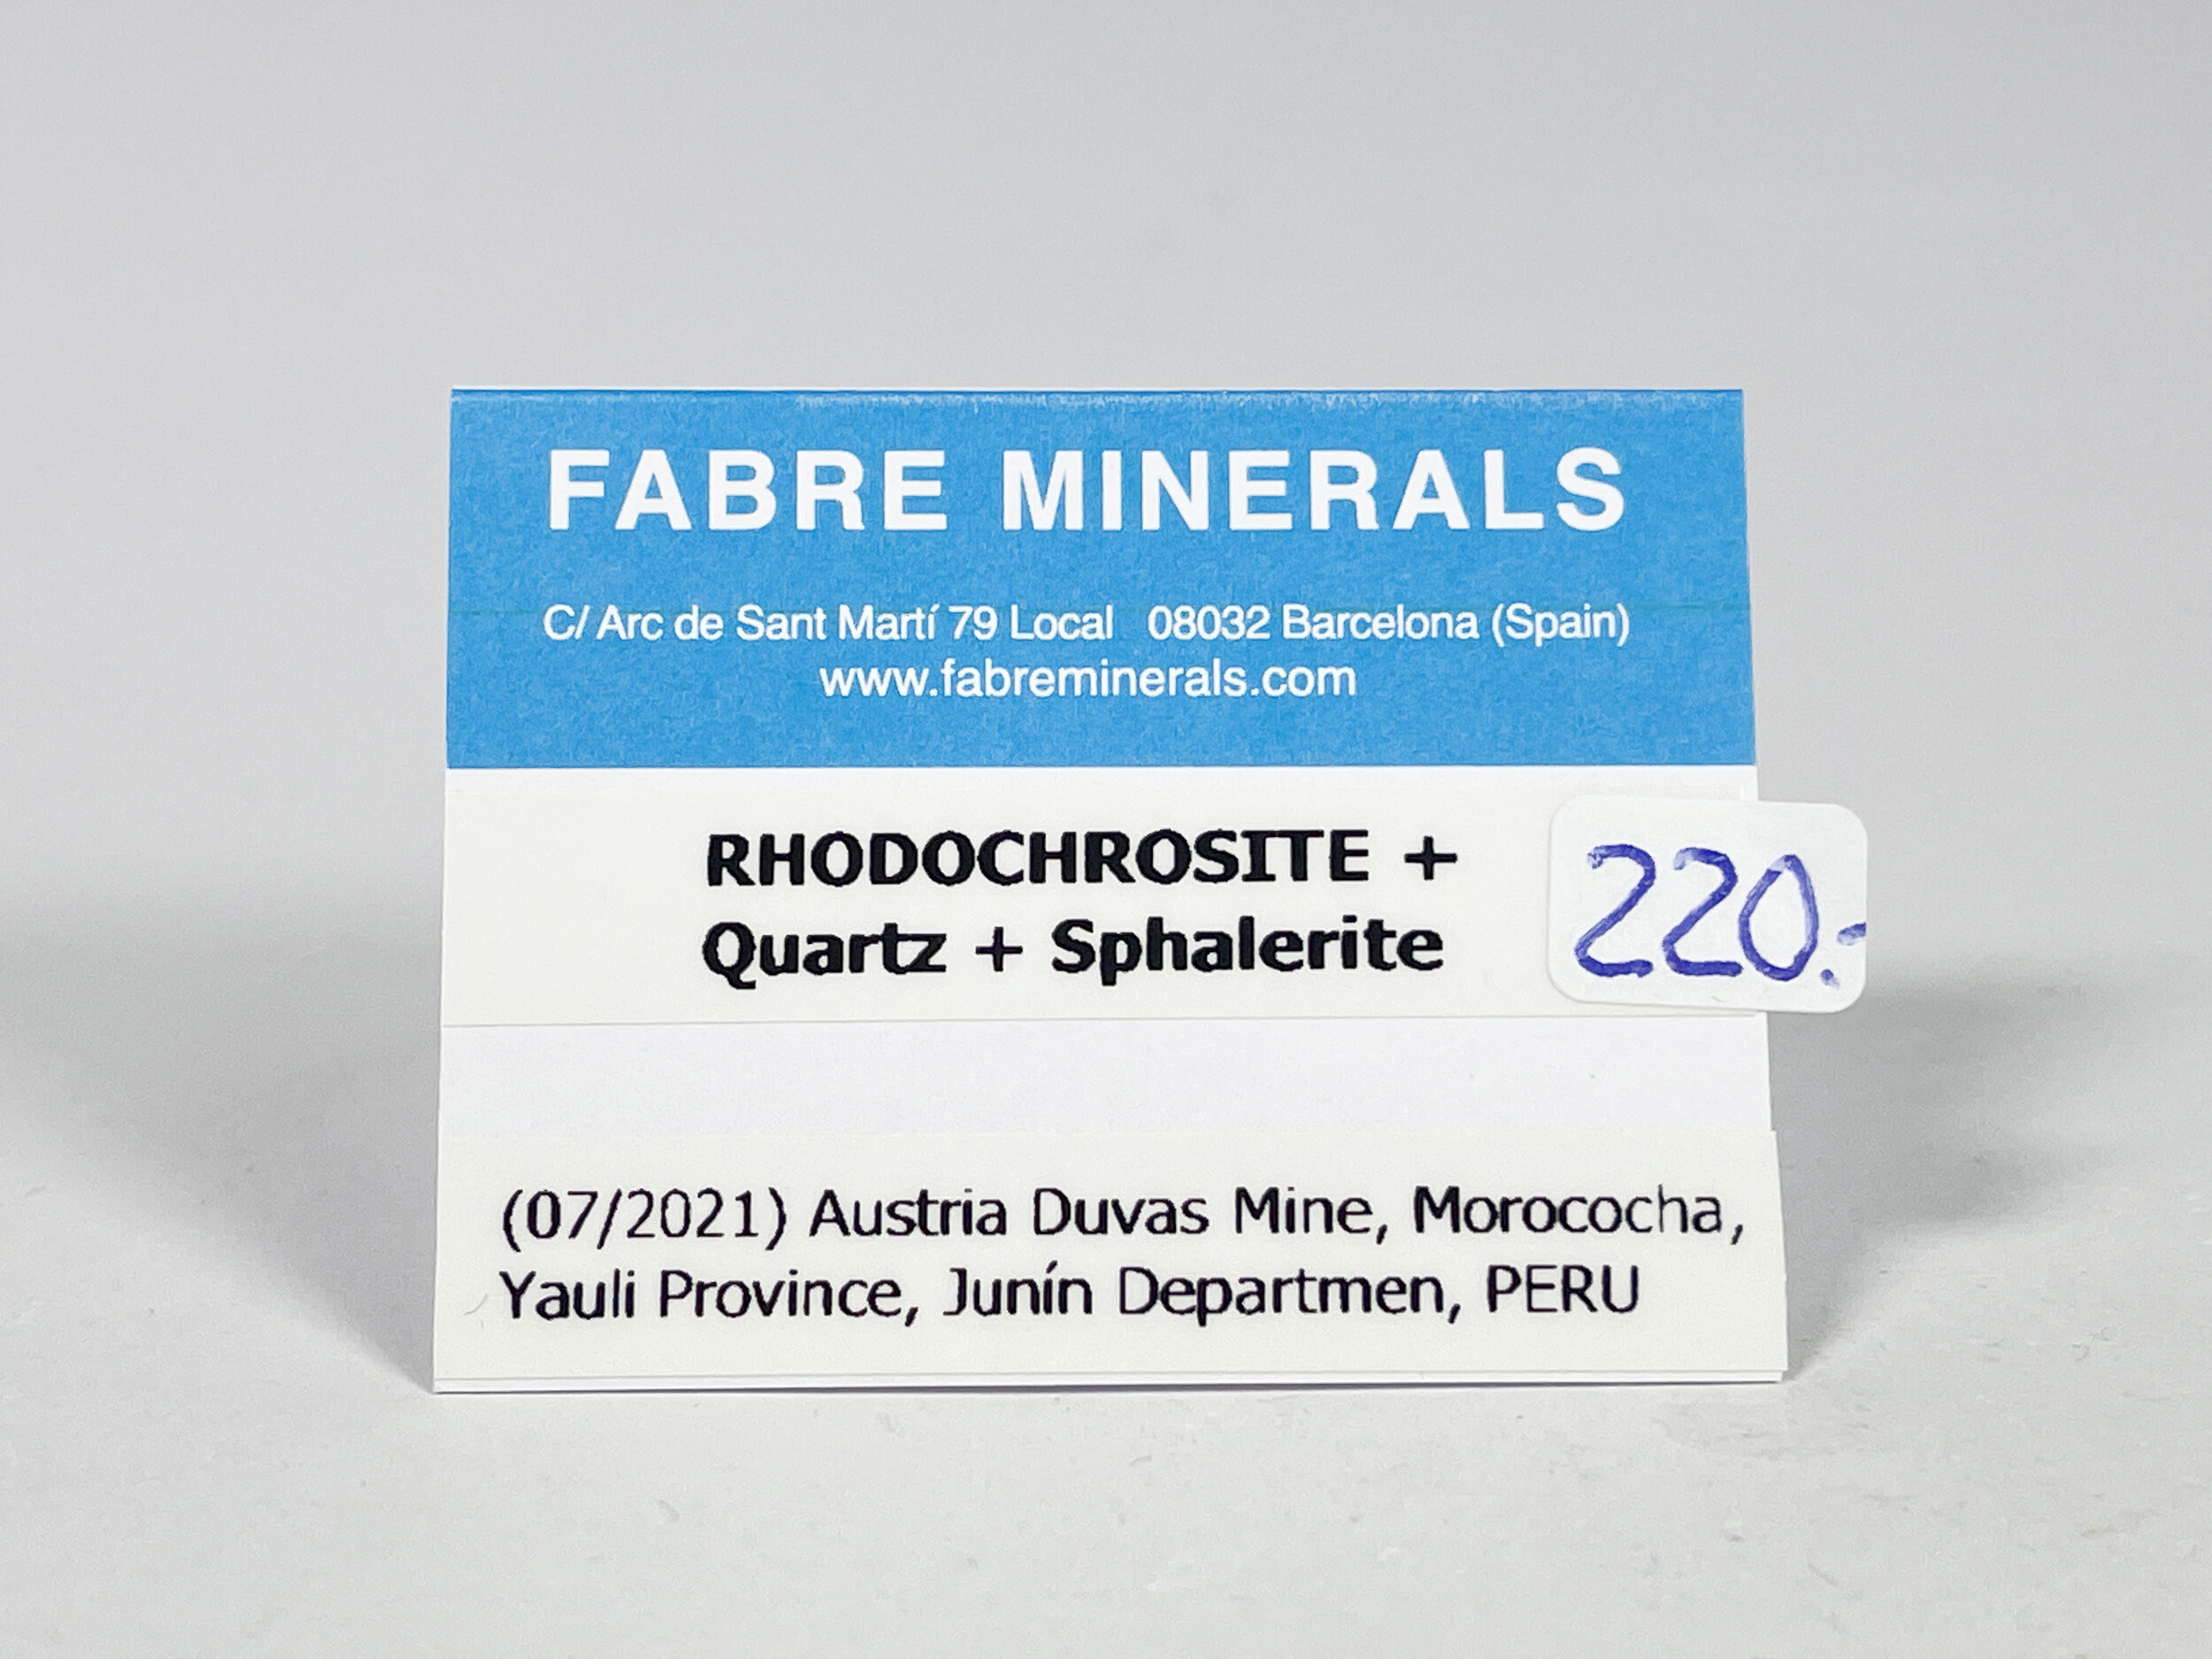 FABRE MINERALS
C/ Arc de Sant Martí 79 Local 08032 Barcelona (Spain)
www.fabreminerals.com
RHODOCHROSITE +
Quartz + Sphalerite
220.-
(07/2021) Austria Duvas Mine, Morococha,
Yauli Province, Junín Departmen, PERU